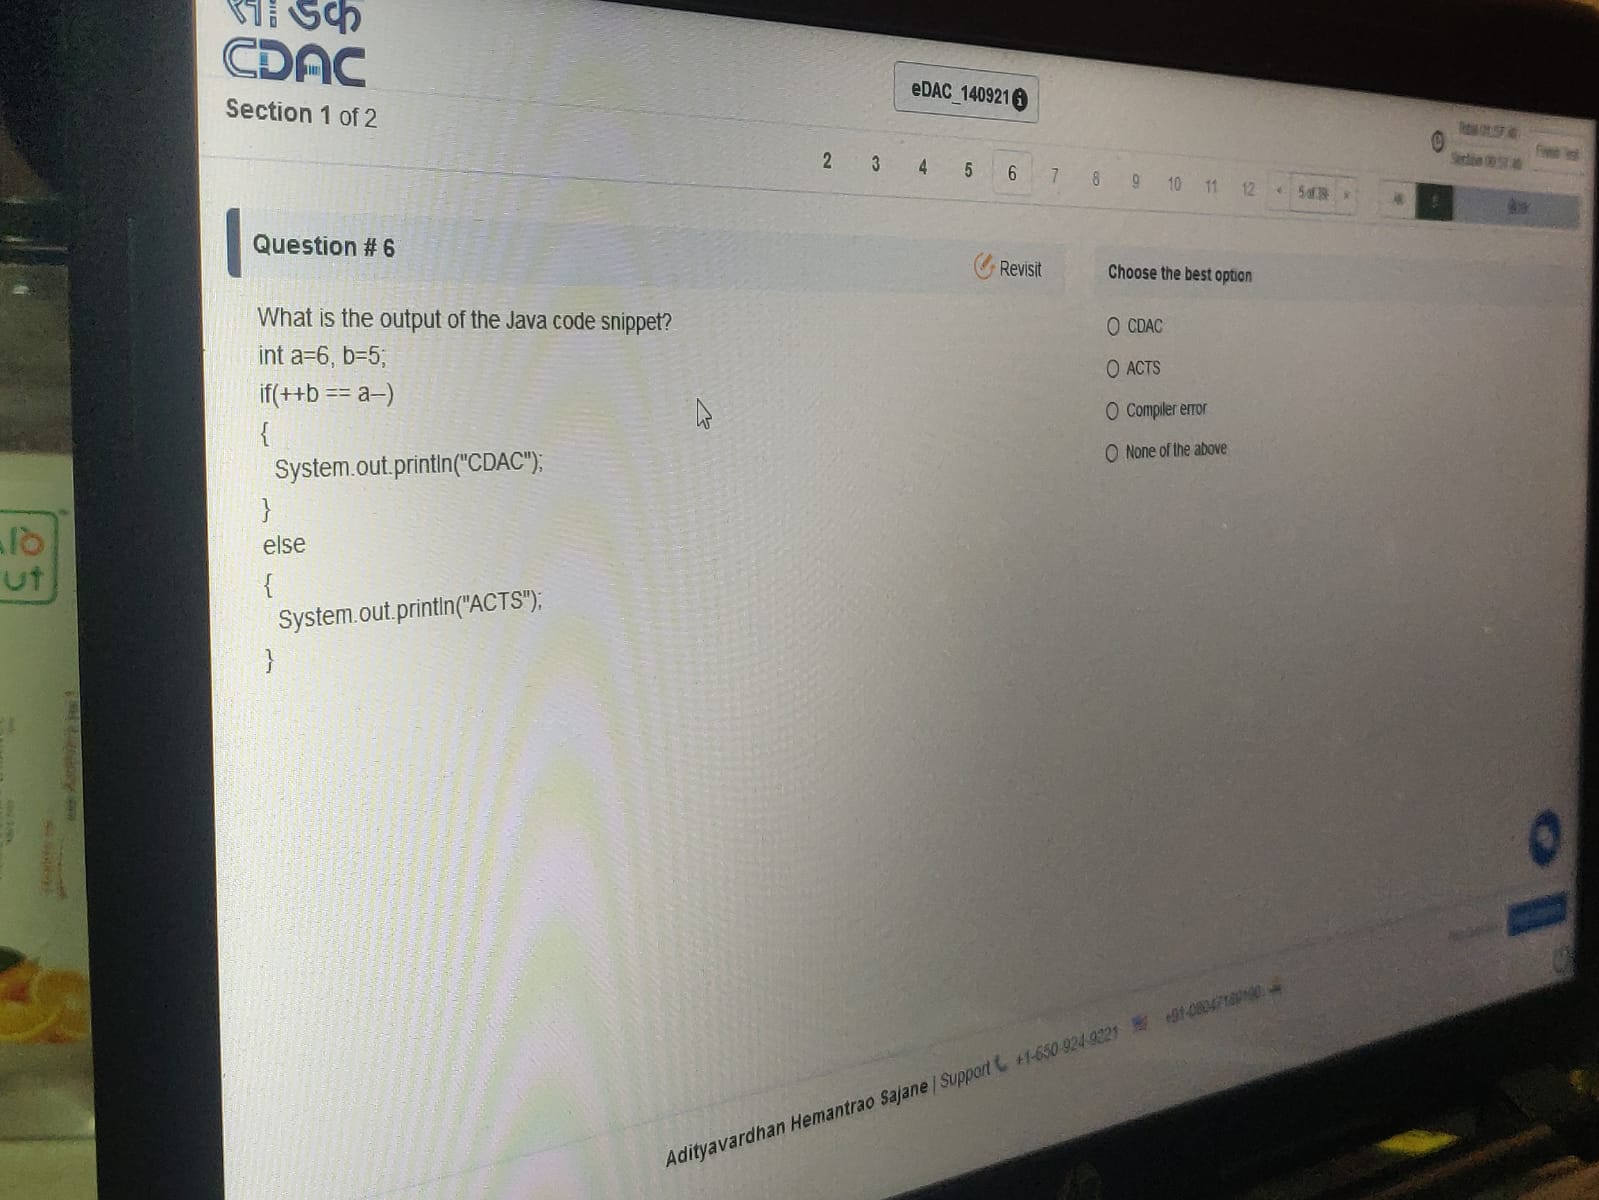 CDAC
Section 1 of 2
eDAC_140921
2 3 4 5 6 7 8 9 10 11 12 5 of 39
Question # 6
Revisit
What is the output of the Java code snippet?
int a=6, b=5;
if(++b == a--)
{
System.out.println("CDAC");
}
else
{
System.out.println("ACTS");
}
Choose the best option
CDAC
ACTS
Compiler error
None of the above
Adityavardhan Hemantrao Sajane | Support +1-650-924-9221